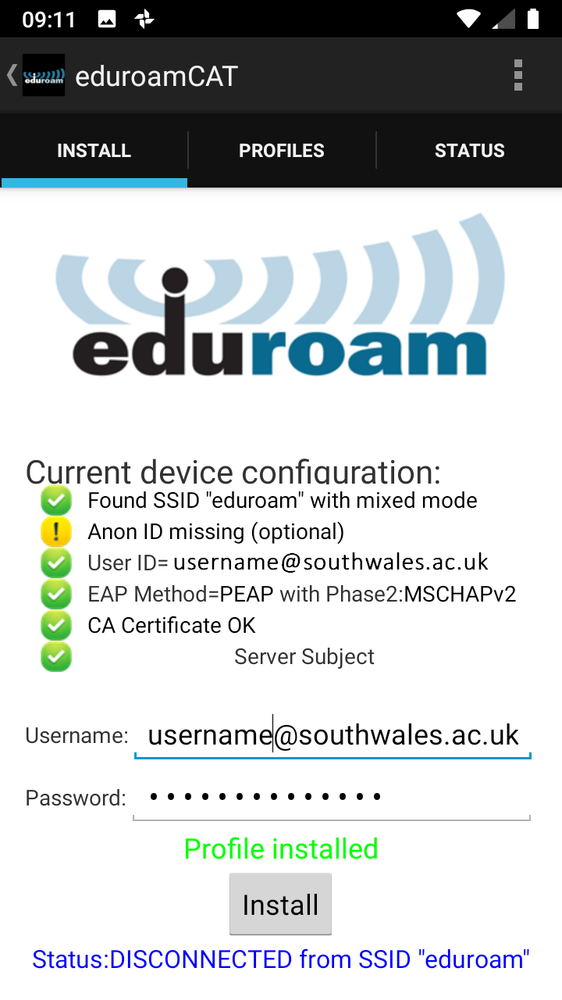 09:11
eduroam eduroamCAT
INSTALL PROFILES STATUS
eduroam
Current device configuration:
Found SSID "eduroam" with mixed mode
! Anon ID missing (optional)
User ID= username@southwales.ac.uk
EAP Method=PEAP with Phase2:MSCHAPv2
CA Certificate OK
Server Subject
Username: username@southwales.ac.uk
Password: ••••••••••••••
Profile installed
Install
Status:DISCONNECTED from SSID "eduroam"